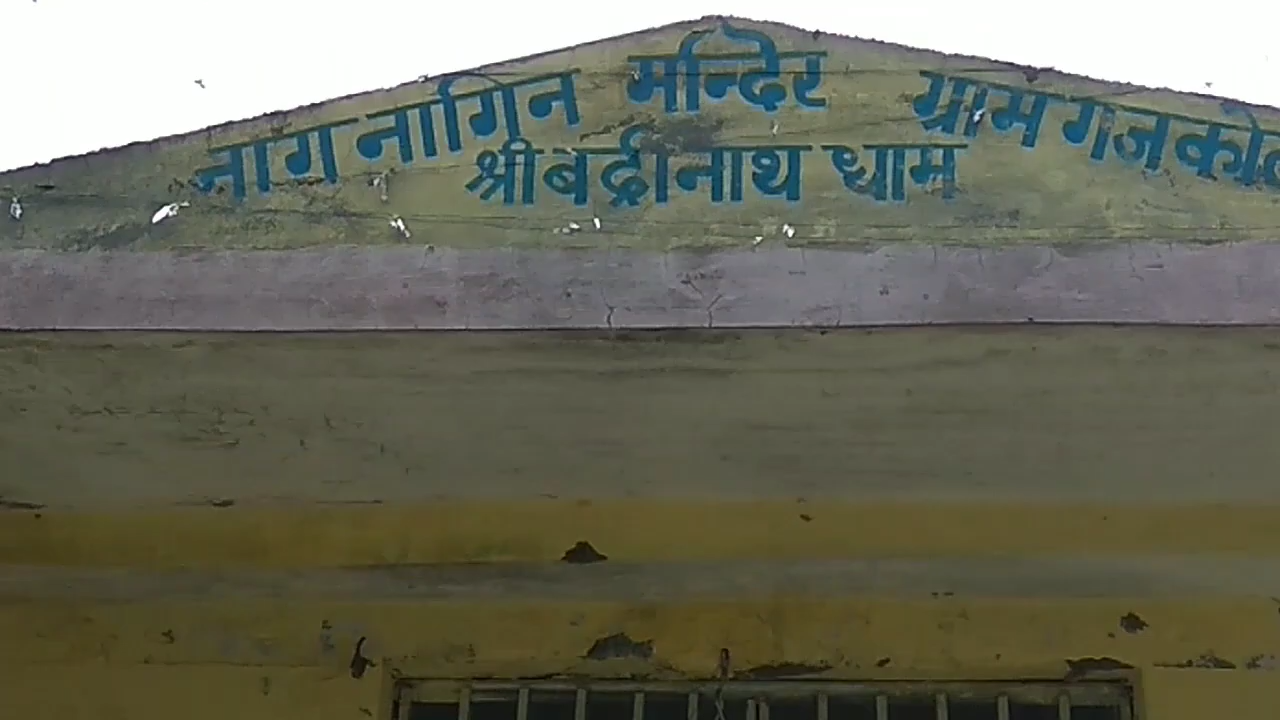 नाग नागिन मन्दिर ग्राम
श्री बद्रीनाथ धाम